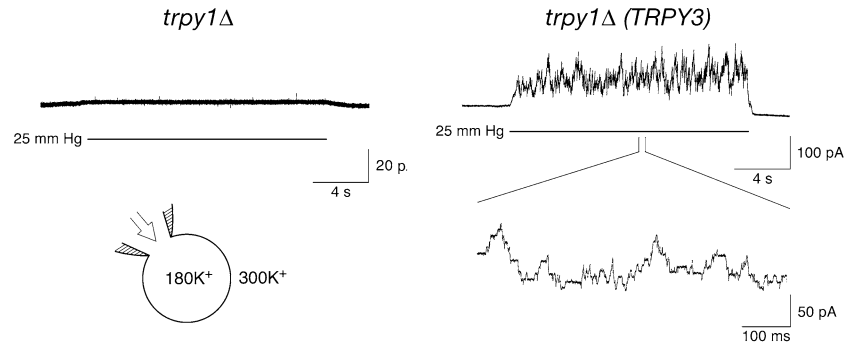 trpy1Δ
25 mm Hg
20 p.
4 s
180K⁺
300K⁺
trpy1Δ (TRPY3)
25 mm Hg
100 pA
4 s
50 pA
100 ms